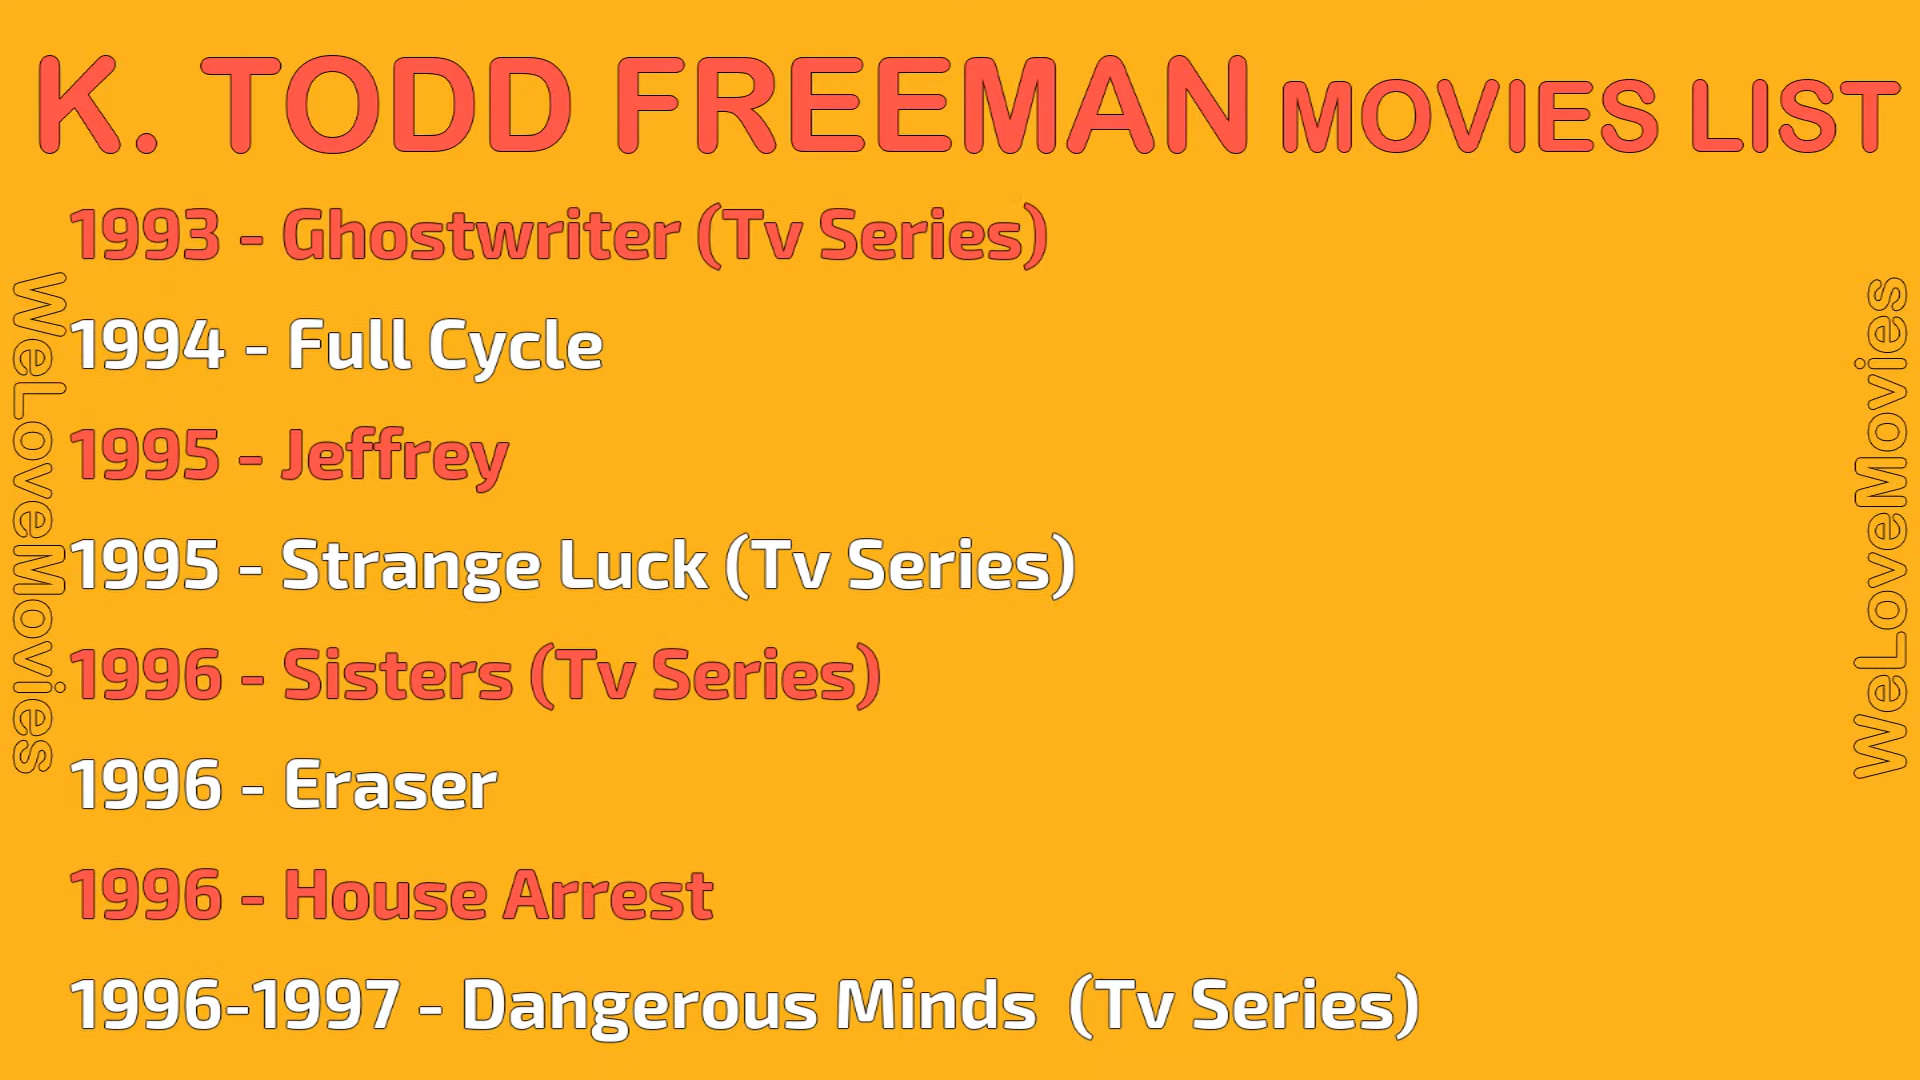 K. TODD FREEMAN MOVIES LIST
1993 - Ghostwriter (Tv Series)
1994 - Full Cycle
1995 - Jeffrey
1995 - Strange Luck (Tv Series)
1996 - Sisters (Tv Series)
1996 - Eraser
1996 - House Arrest
1996-1997 - Dangerous Minds  (Tv Series)
WeLoveMovies
WeLoveMovies